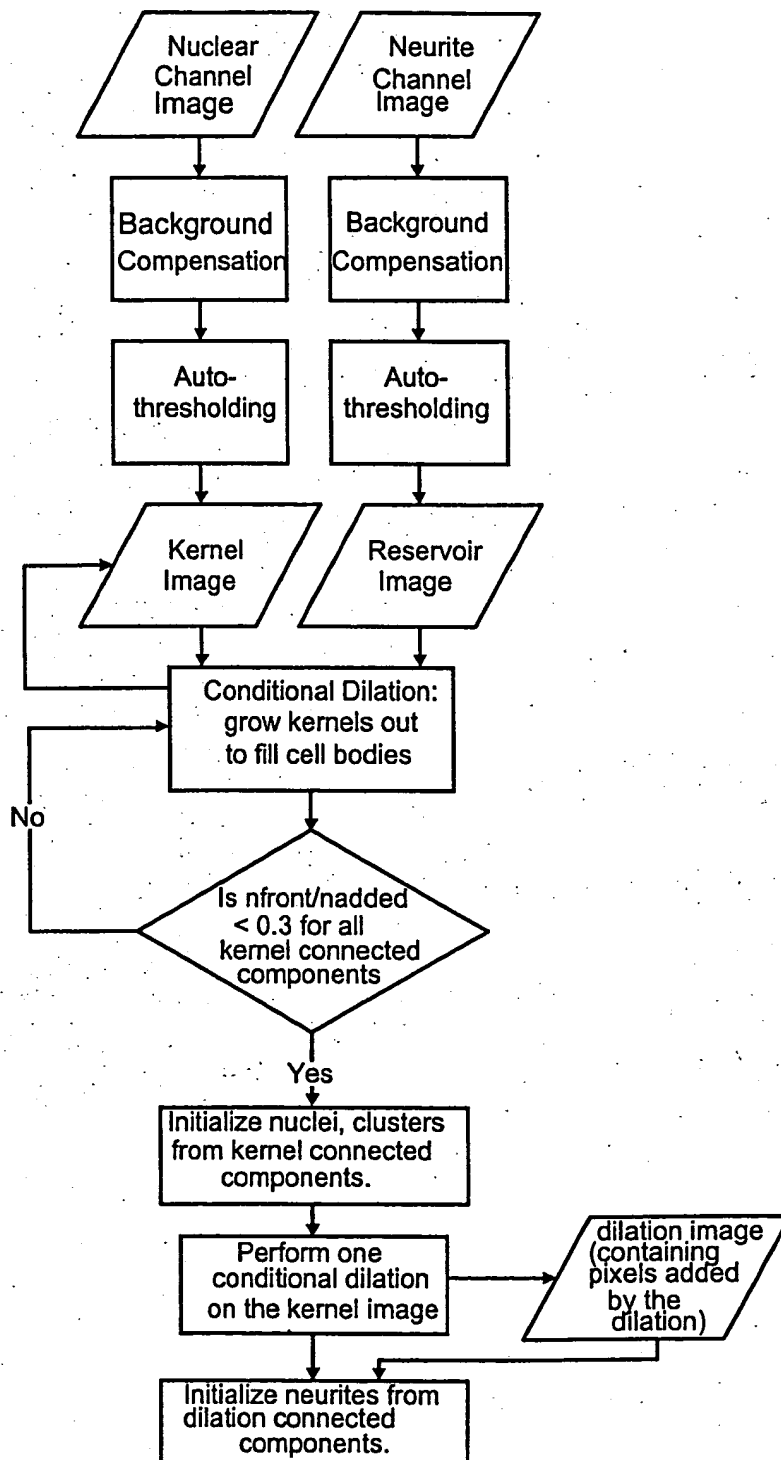 Nuclear
Channel
Image
Neurite
Channel
Image
Background
Compensation
Background
Compensation
Auto-
thresholding
Auto-
thresholding
Kernel
Image
Reservoir
Image
Conditional Dilation:
grow kernels out
to fill cell bodies
No
Is nfront/nadded
< 0.3 for all
kernel connected
components
Yes
Initialize nuclei, clusters
from kernel connected
components.
Perform one
conditional dilation
on the kernel image
dilation image
(containing
pixels added
by the
dilation)
Initialize neurites from
dilation connected
components.